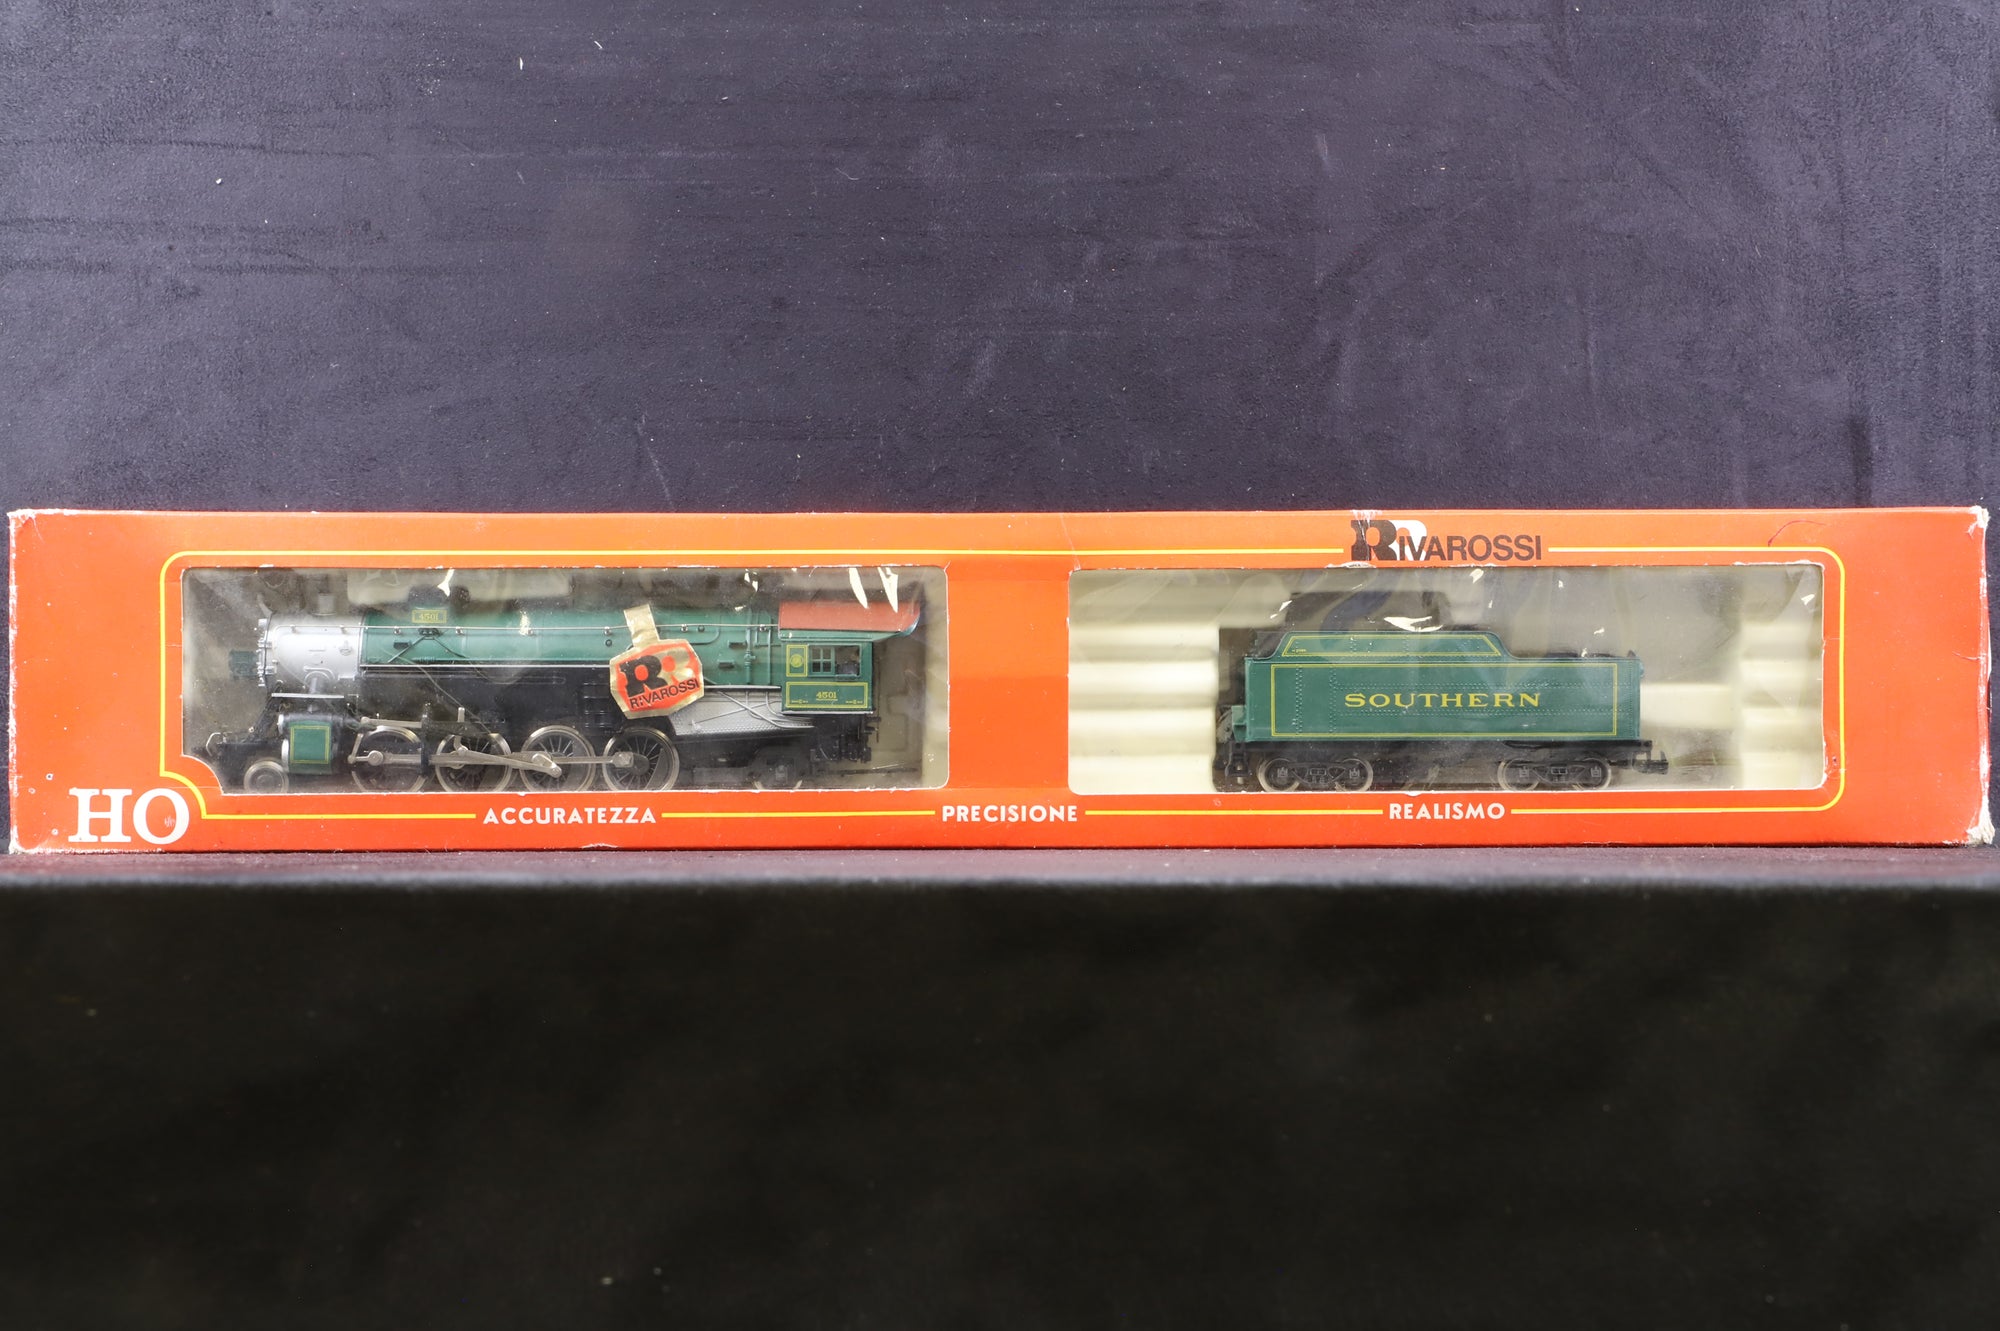 RIVAROSSI
4501
R
RIVAROSSI
4501
SOUTHERN
HO
ACCURATEZZA
PRECISIONE
REALISMO